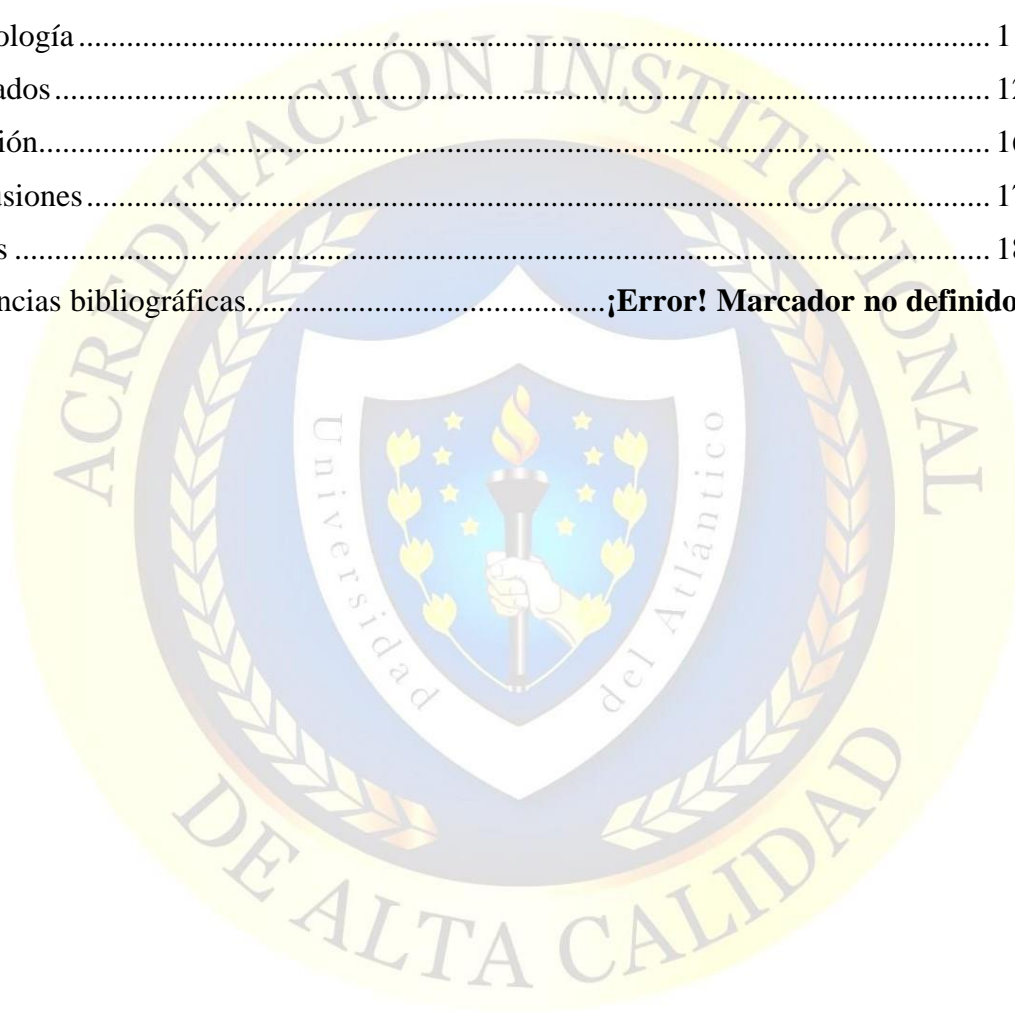 ología........................................ 1
ados........................................ 12
ión........................................ 16
usiones........................................ 17
s........................................ 18
ncias bibliográficas........................................¡Error! Marcador no definido
ACREDITACIÓN INSTITUCIONAL
Universidad del Atlántico
DE ALTA CALIDAD